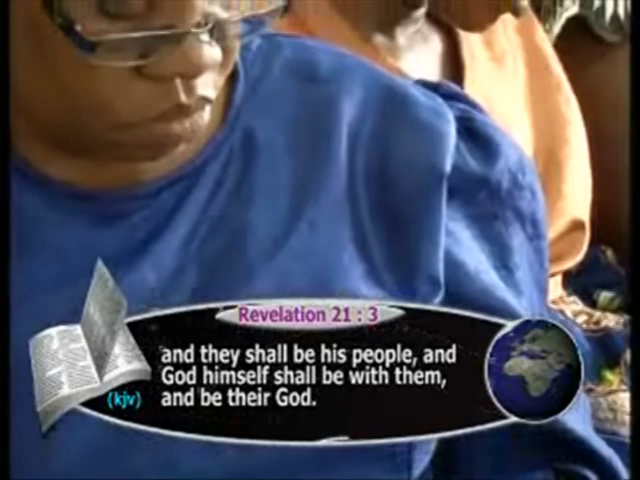 Revelation 21 : 3
and they shall be his people, and
God himself shall be with them,
and be their God.
(kjv)